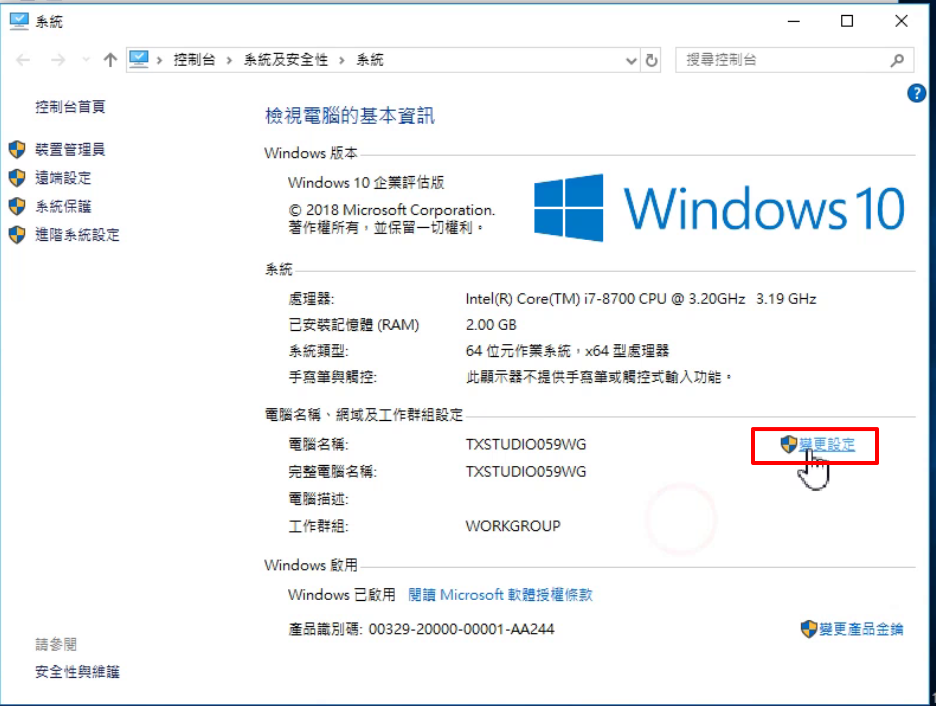 系統
控制台 › 系統及安全性 › 系統
搜尋控制台
?
控制台首頁
裝置管理員
遠端設定
系統保護
進階系統設定
檢視電腦的基本資訊
Windows 版本
Windows 10 企業評估版
© 2018 Microsoft Corporation.
著作權所有，並保留一切權利。
Windows 10
系統
處理器: Intel(R) Core(TM) i7-8700 CPU @ 3.20GHz 3.19 GHz
已安裝記憶體 (RAM) 2.00 GB
系統類型: 64 位元作業系統，x64 型處理器
手寫筆與觸控: 此顯示器不提供手寫筆或觸控式輸入功能。
電腦名稱、網域及工作群組設定
電腦名稱: TXSTUDIO059WG 變更設定
完整電腦名稱: TXSTUDIO059WG
電腦描述:
工作群組: WORKGROUP
Windows 啟用
Windows 已啟用 閱讀 Microsoft 軟體授權條款
產品識別碼: 00329-20000-00001-AA244 變更產品金鑰
請參閱
安全性與維護